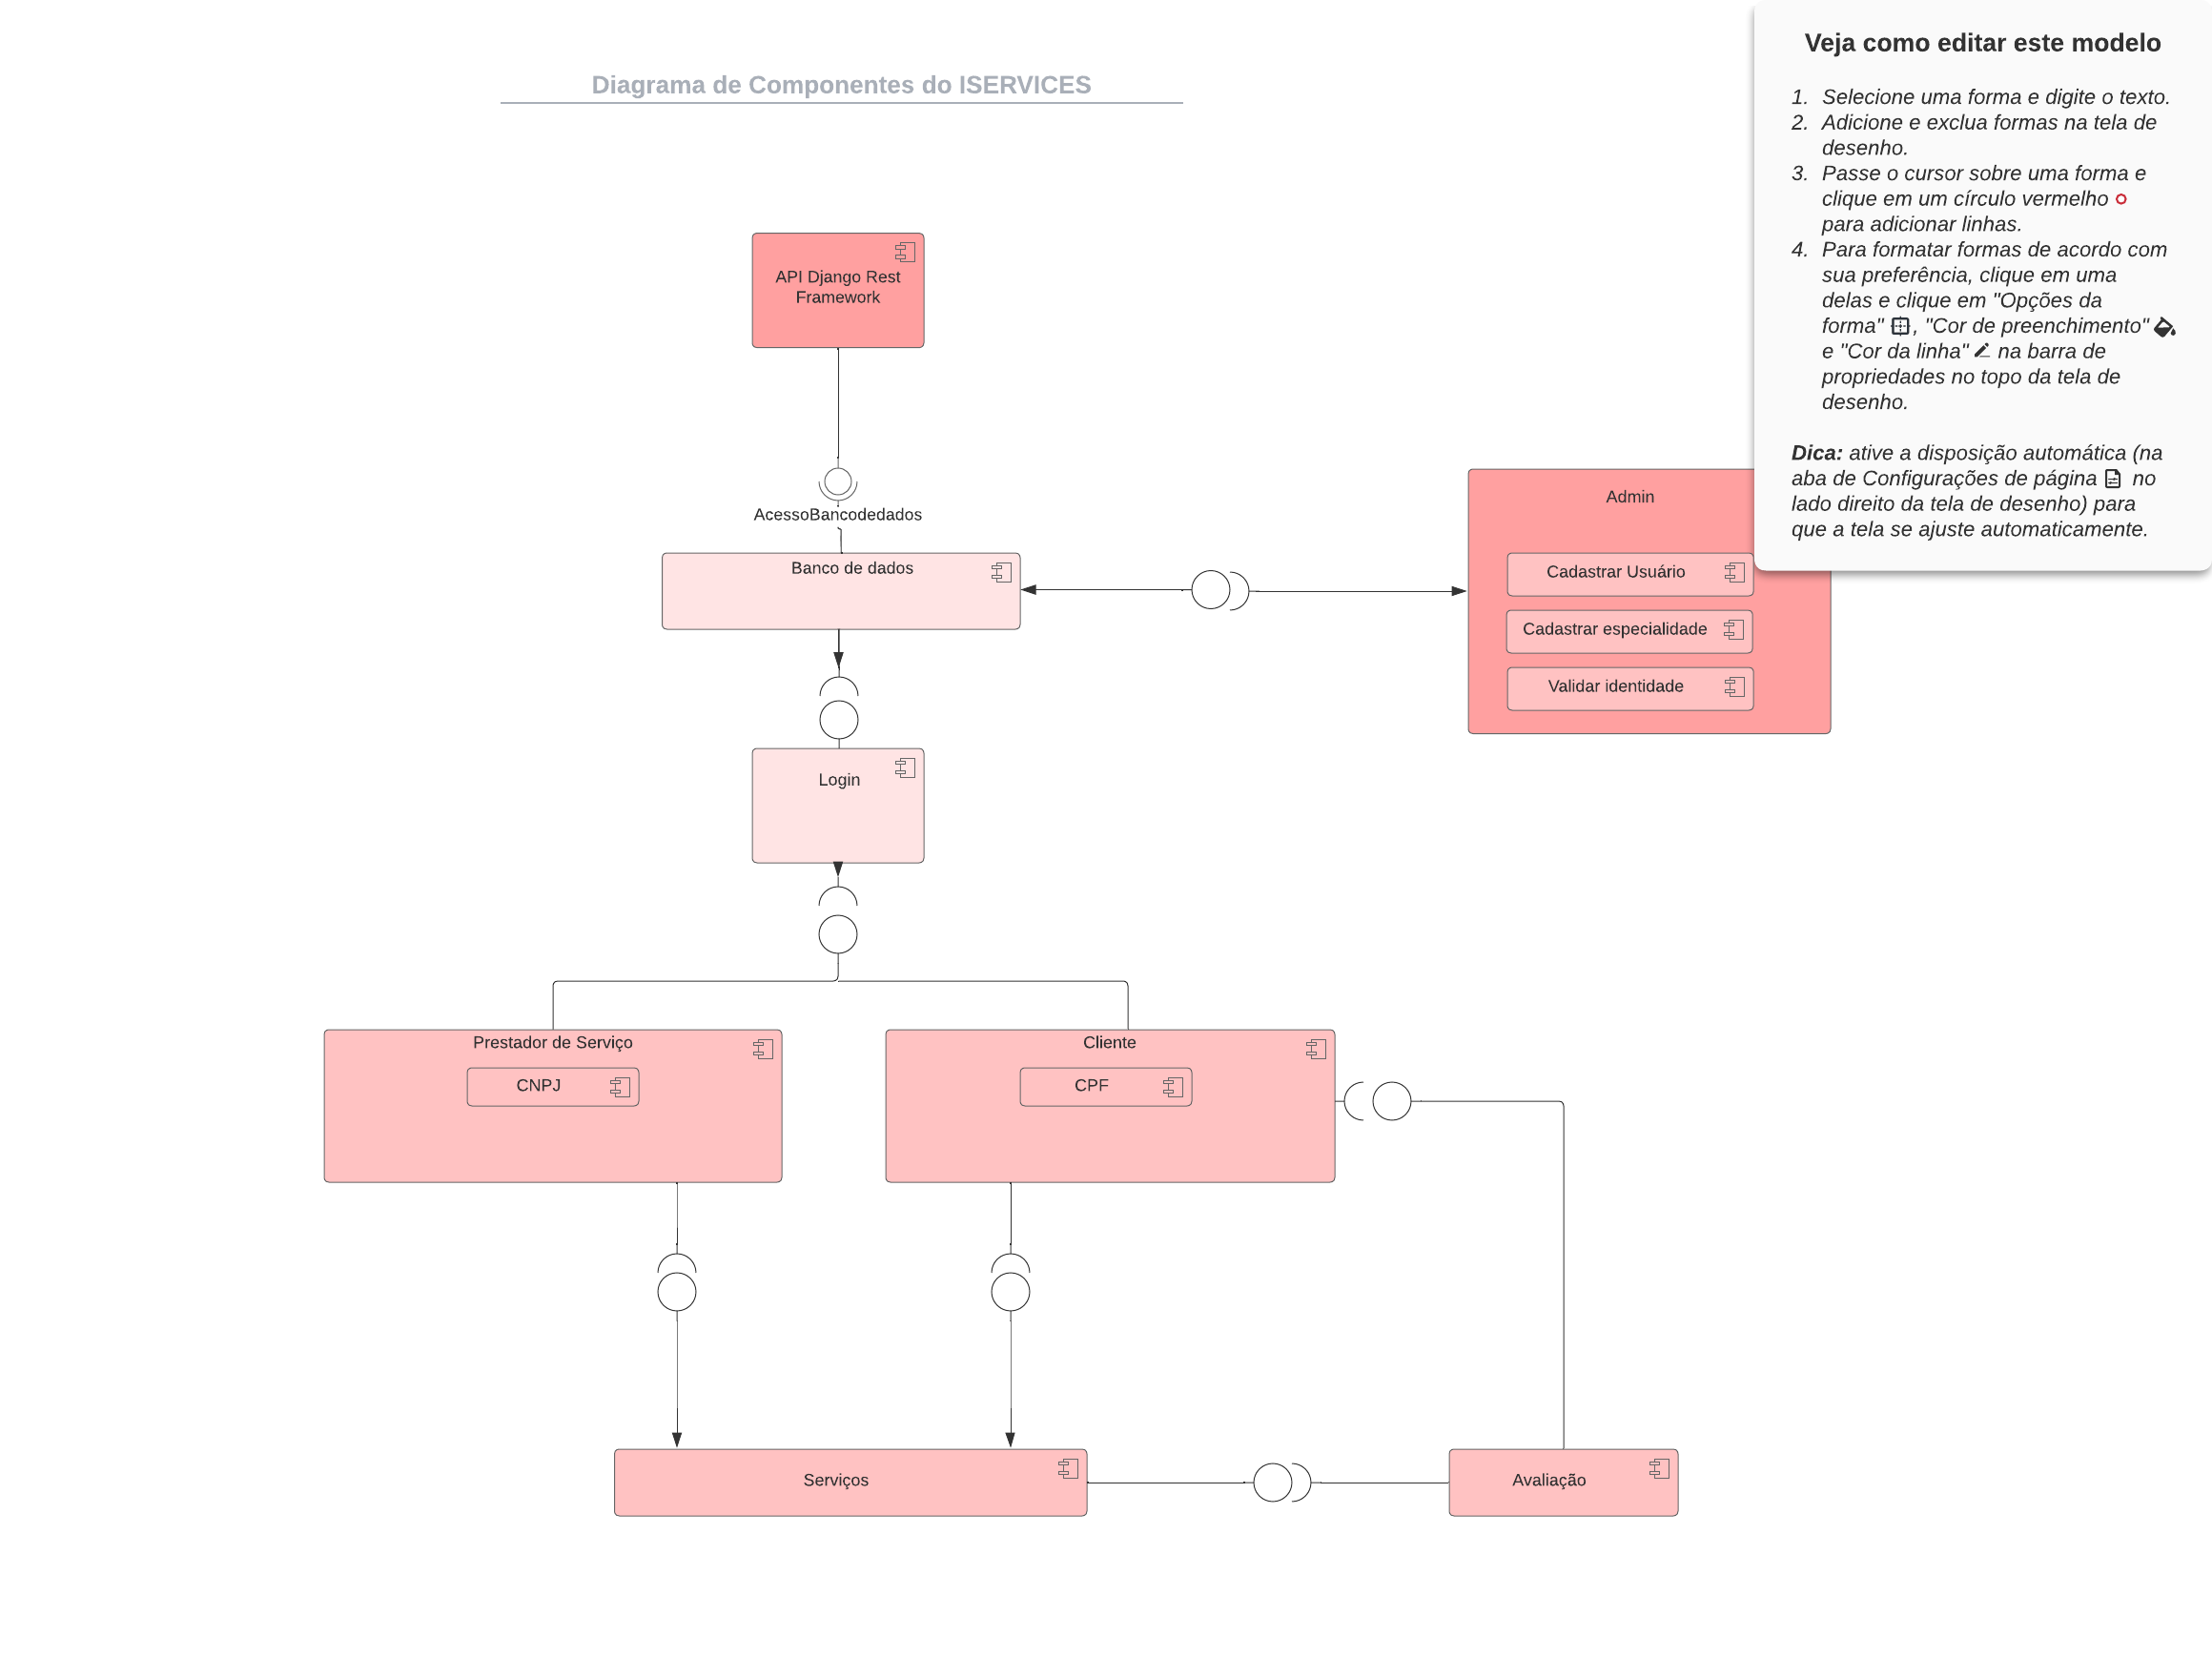 Diagrama de Componentes do ISERVICES
Veja como editar este modelo
1. Selecione uma forma e digite o texto.
2. Adicione e exclua formas na tela de
desenho.
3. Passe o cursor sobre uma forma e
clique em um círculo vermelho
para adicionar linhas.
4. Para formatar formas de acordo com
sua preferência, clique em uma
delas e clique em "Opções da
forma" , "Cor de preenchimento"
e "Cor da linha" na barra de
propriedades no topo da tela de
desenho.
Dica: ative a disposição automática (na
aba de Configurações de página no
lado direito da tela de desenho) para
que a tela se ajuste automaticamente.
API Django Rest
Framework
AcessoBancodedados
Banco de dados
Admin
Cadastrar Usuário
Cadastrar especialidade
Validar identidade
Login
Prestador de Serviço
CNPJ
Cliente
CPF
Serviços
Avaliação